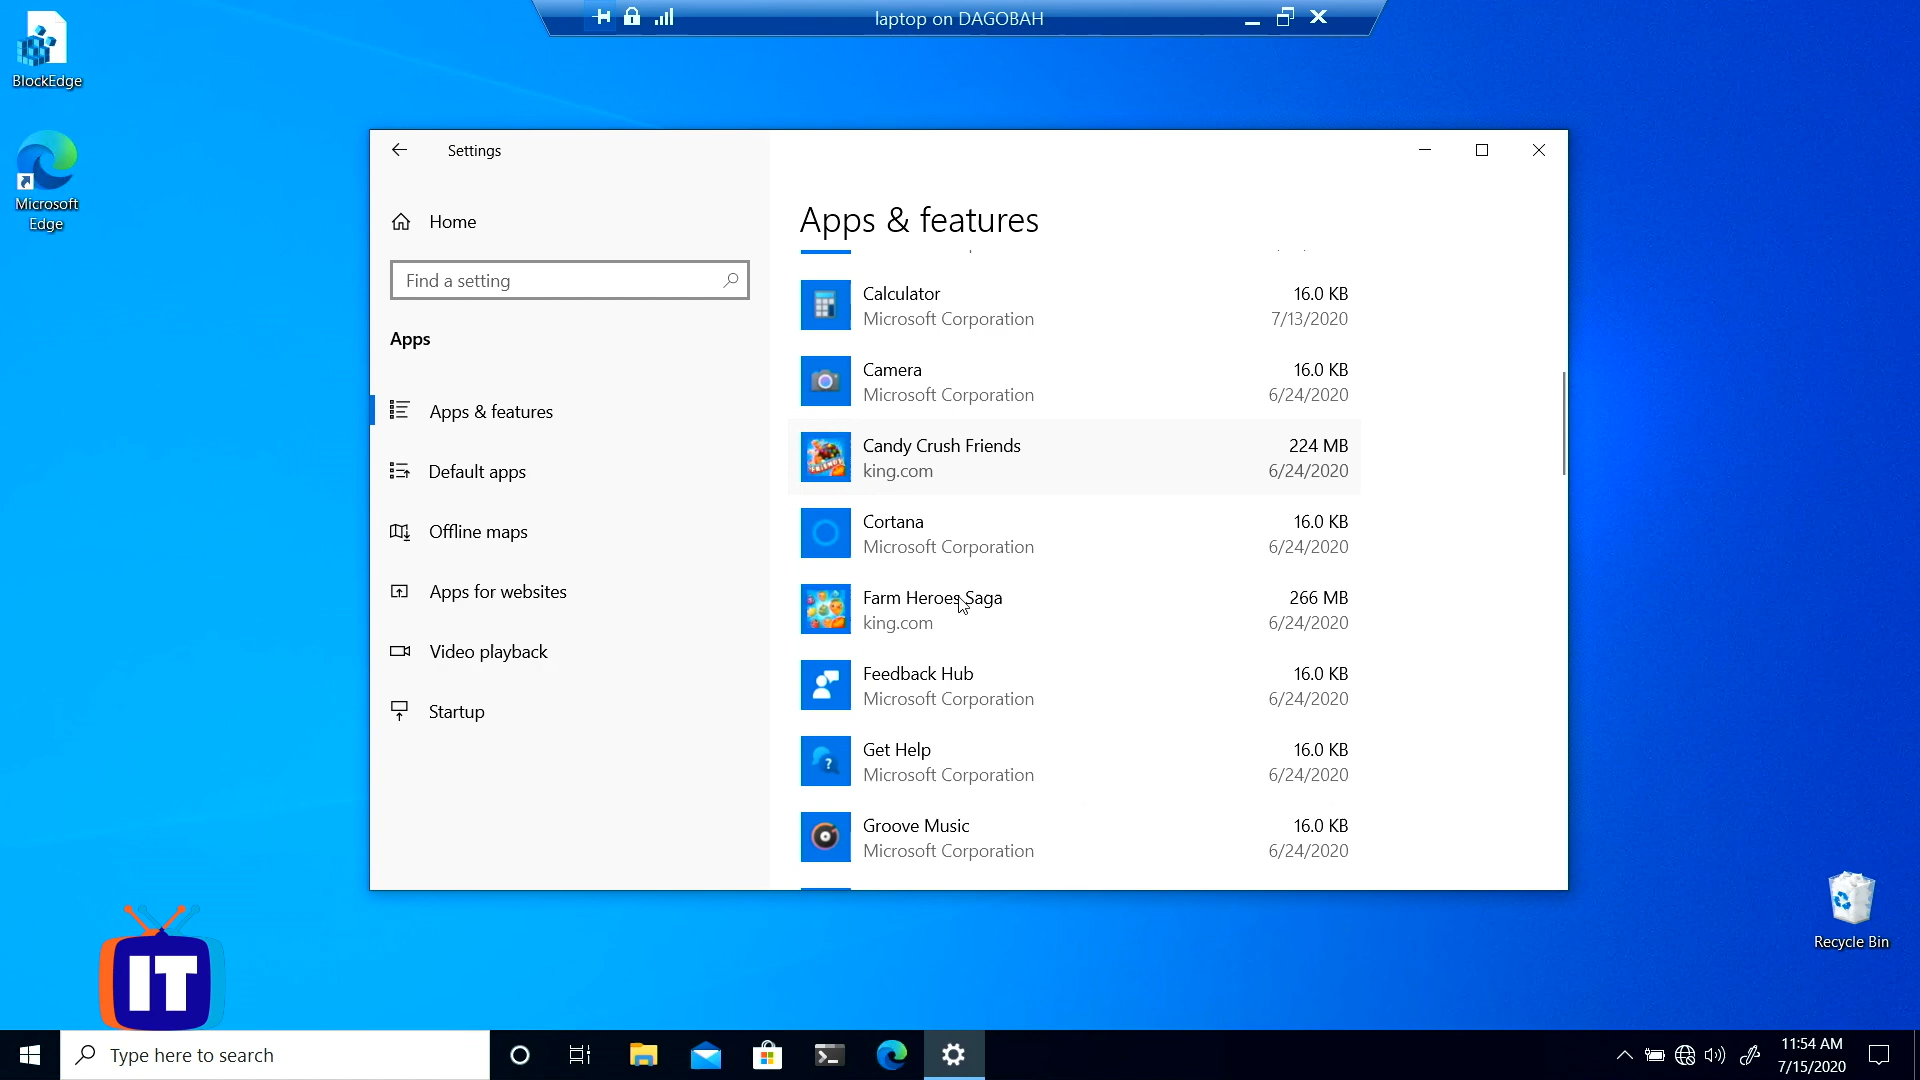 laptop on DAGOBAH
BlockEdge
Microsoft
Edge
Settings
Home
Find a setting
Apps
Apps & features
Default apps
Offline maps
Apps for websites
Video playback
Startup
Apps & features
Calculator 16.0 KB
Microsoft Corporation 7/13/2020
Camera 16.0 KB
Microsoft Corporation 6/24/2020
Candy Crush Friends 224 MB
king.com 6/24/2020
Cortana 16.0 KB
Microsoft Corporation 6/24/2020
Farm Heroes Saga 266 MB
king.com 6/24/2020
Feedback Hub 16.0 KB
Microsoft Corporation 6/24/2020
Get Help 16.0 KB
Microsoft Corporation 6/24/2020
Groove Music 16.0 KB
Microsoft Corporation 6/24/2020
Recycle Bin
IT
Type here to search
11:54 AM
7/15/2020